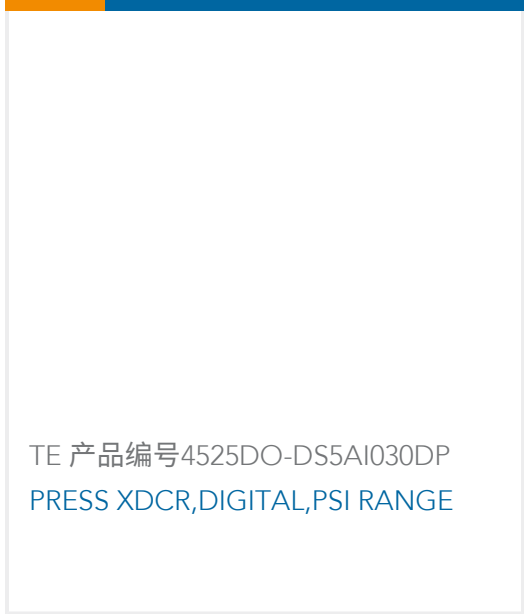 TE 产品编号4525DO-DS5AI030DP
PRESS XDCR,DIGITAL,PSI RANGE